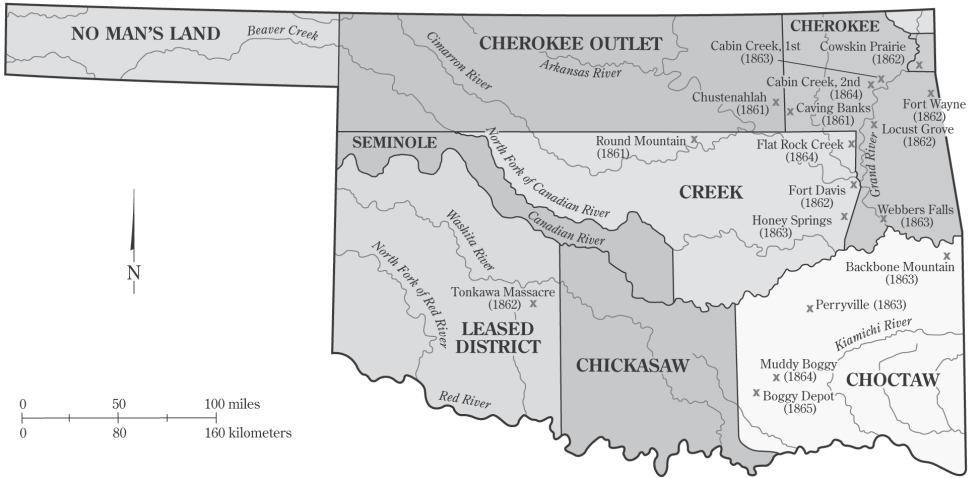 NO MAN'S LAND
Beaver Creek
Cimarron River
CHEROKEE OUTLET
Arkansas River
CHEROKEE
Cabin Creek, 1st
(1863)
Cowskin Prairie
(1862)
Cabin Creek, 2nd
(1864)
Chustenahlah
(1861)
Caving Banks
(1861)
Fort Wayne
(1862)
Locust Grove
(1862)
SEMINOLE
North Fork of Canadian River
Round Mountain
(1861)
Flat Rock Creek
(1864)
Grand River
CREEK
Fort Davis
(1862)
Honey Springs
(1863)
Webbers Falls
(1863)
Canadian River
Washita River
North Fork of Red River
Backbone Mountain
(1863)
Tonkawa Massacre
(1862)
Perryville (1863)
LEASED
DISTRICT
Kiamichi River
CHICKASAW
Muddy Boggy
(1864)
CHOCTAW
Boggy Depot
(1865)
Red River
N
0 50 100 miles
0 80 160 kilometers